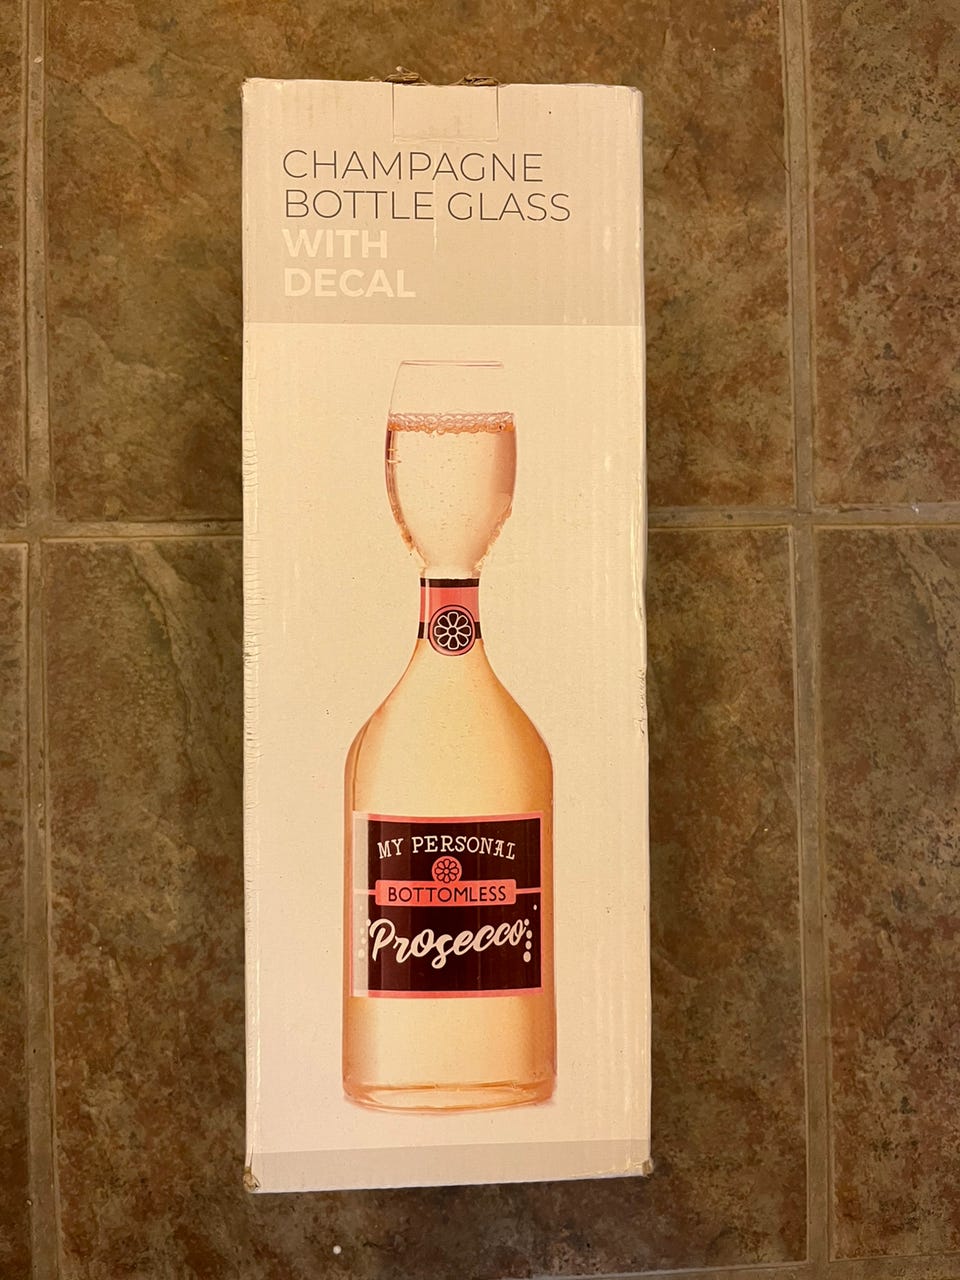 CHAMPAGNE
BOTTLE GLASS
WITH
DECAL
MY PERSONAL
BOTTOMLESS
Prosecco